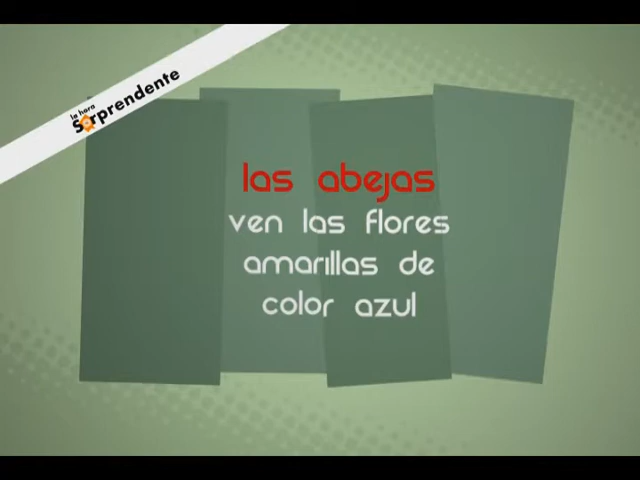 la hora
Sorprendente
las abejas
ven las flores
amarillas de
color azul